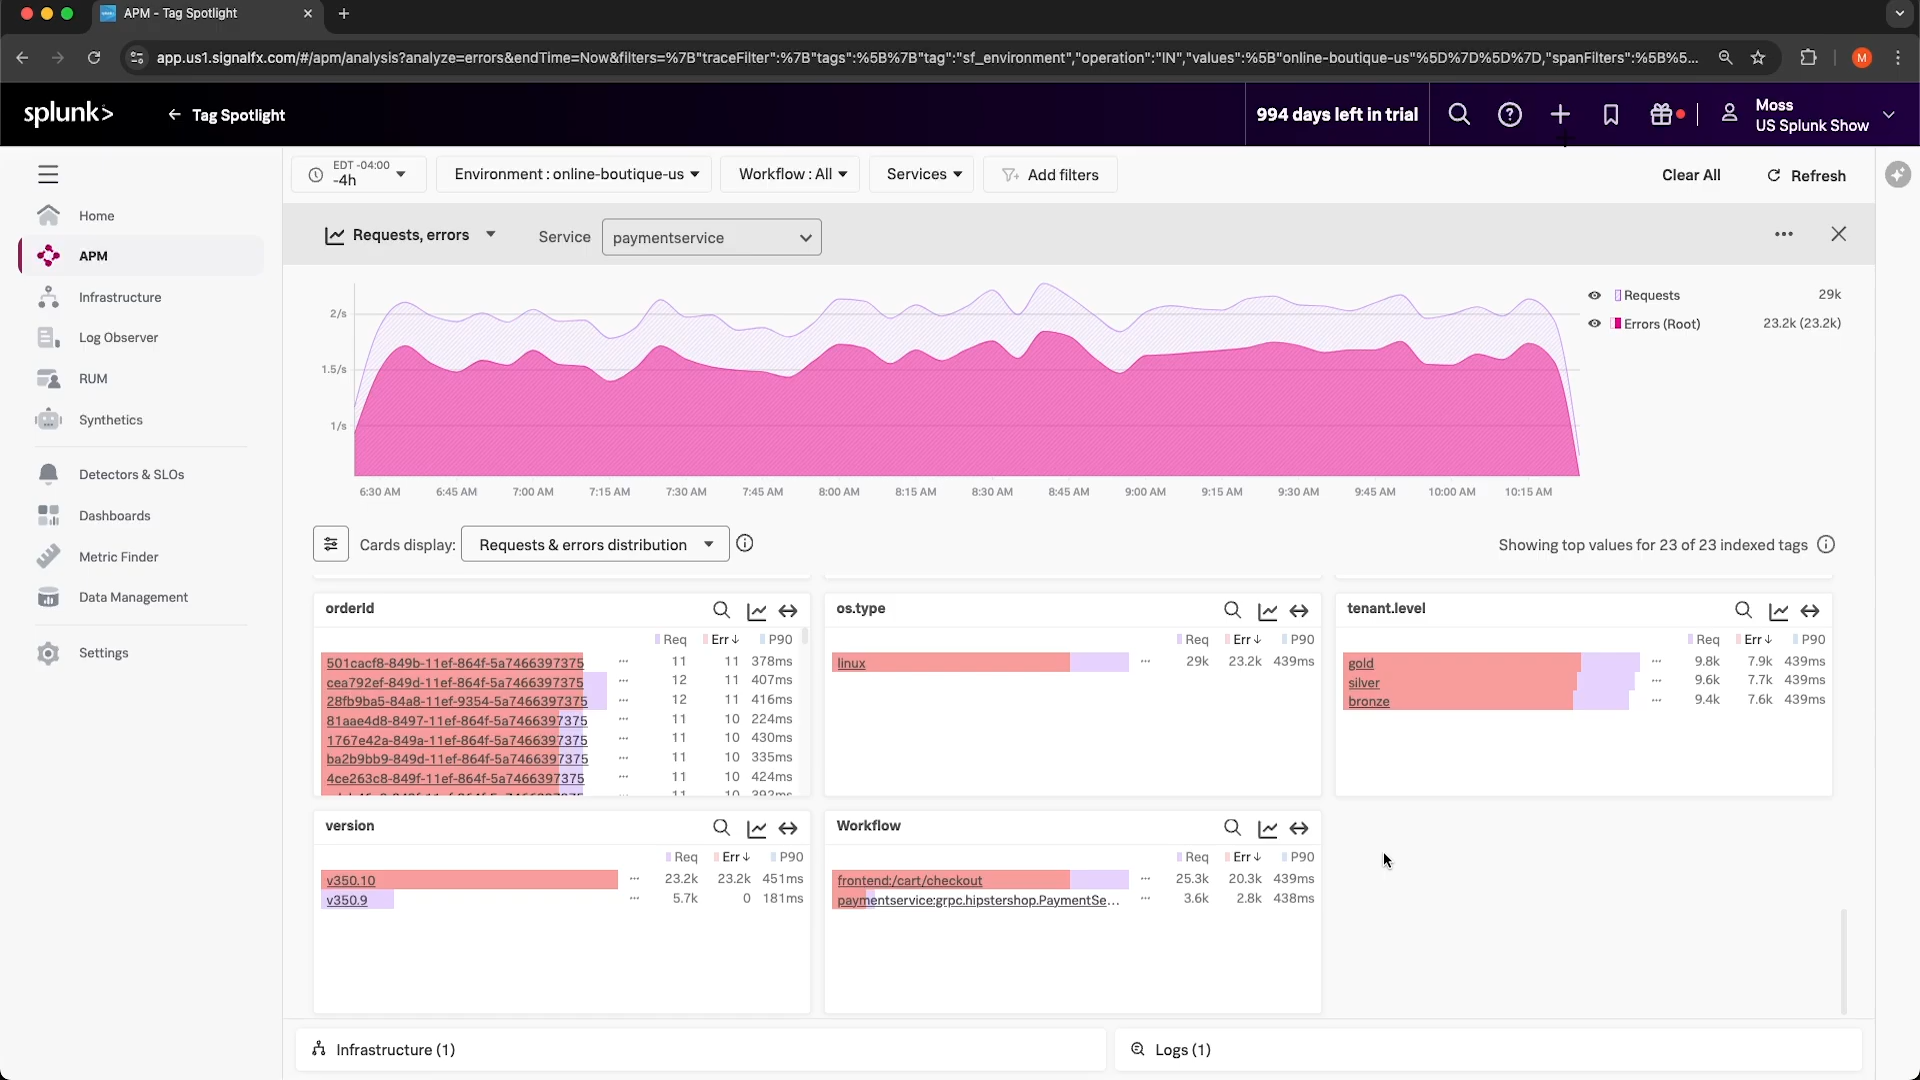 APM - Tag Spotlight
app.us1.signalfx.com/#/apm/analysis?analyze=errors&endTime=Now&filters=%7B"traceFilter":%7B"tags":%5B%7B"tag":"sf_environment","operation":"IN","values":%5B"online-boutique-us"%5D%7D%5D%7D,"spanFilters":%5B%5...
M
splunk>
Tag Spotlight
994 days left in trial
Moss
US Splunk Show
EDT -04:00
-4h
Environment : online-boutique-us
Workflow : All
Services
Add filters
Clear All
Refresh
Home
APM
Infrastructure
Log Observer
RUM
Synthetics
Detectors & SLOs
Dashboards
Metric Finder
Data Management
Settings
Requests, errors
Service
paymentservice
2/s
1.5/s
1/s
6:30 AM 6:45 AM 7:00 AM 7:15 AM 7:30 AM 7:45 AM 8:00 AM 8:15 AM 8:30 AM 8:45 AM 9:00 AM 9:15 AM 9:30 AM 9:45 AM 10:00 AM 10:15 AM
Requests 29k
Errors (Root) 23.2k (23.2k)
Cards display:
Requests & errors distribution
Showing top values for 23 of 23 indexed tags
orderId
Req Err↓ P90
501cacf8-849b-11ef-864f-5a7466397375 ... 11 11 378ms
cea792ef-849d-11ef-864f-5a7466397375 ... 12 11 407ms
28fb9ba5-84a8-11ef-9354-5a7466397375 ... 12 11 416ms
81aae4d8-8497-11ef-864f-5a7466397375 ... 11 10 224ms
1767e42a-849a-11ef-864f-5a7466397375 ... 11 10 430ms
ba2b9bb9-849d-11ef-864f-5a7466397375 ... 11 10 335ms
4ce263c8-849f-11ef-864f-5a7466397375 ... 11 10 424ms
11 10 392ms
os.type
Req Err↓ P90
linux ... 29k 23.2k 439ms
tenant.level
Req Err↓ P90
gold ... 9.8k 7.9k 439ms
silver ... 9.6k 7.7k 439ms
bronze ... 9.4k 7.6k 439ms
version
Req Err↓ P90
v350.10 ... 23.2k 23.2k 451ms
v350.9 ... 5.7k 0 181ms
Workflow
Req Err↓ P90
frontend:/cart/checkout ... 25.3k 20.3k 439ms
paymentservice:grpc.hipstershop.PaymentSe... ... 3.6k 2.8k 438ms
Infrastructure (1)
Logs (1)